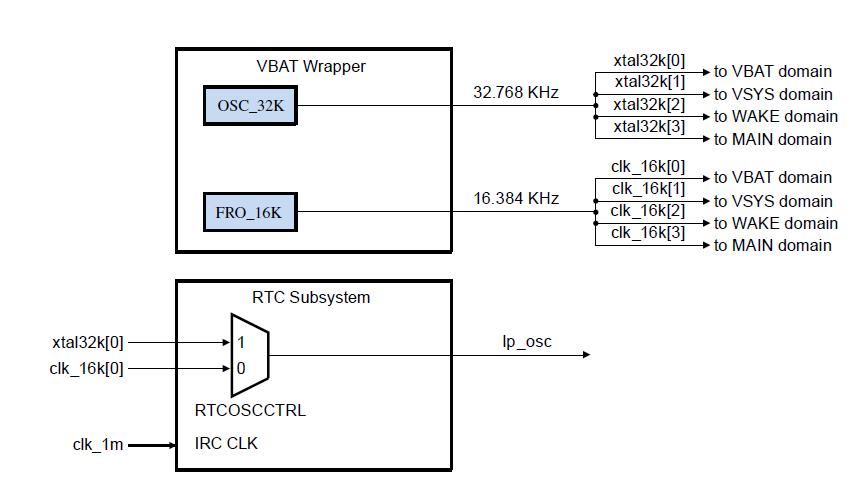 VBAT Wrapper
OSC_32K
32.768 KHz
xtal32k[0]
to VBAT domain
xtal32k[1]
to VSYS domain
xtal32k[2]
to WAKE domain
xtal32k[3]
to MAIN domain
FRO_16K
16.384 KHz
clk_16k[0]
to VBAT domain
clk_16k[1]
to VSYS domain
clk_16k[2]
to WAKE domain
clk_16k[3]
to MAIN domain
RTC Subsystem
xtal32k[0]
1
lp_osc
clk_16k[0]
0
RTCOSCCTRL
clk_1m
IRC CLK